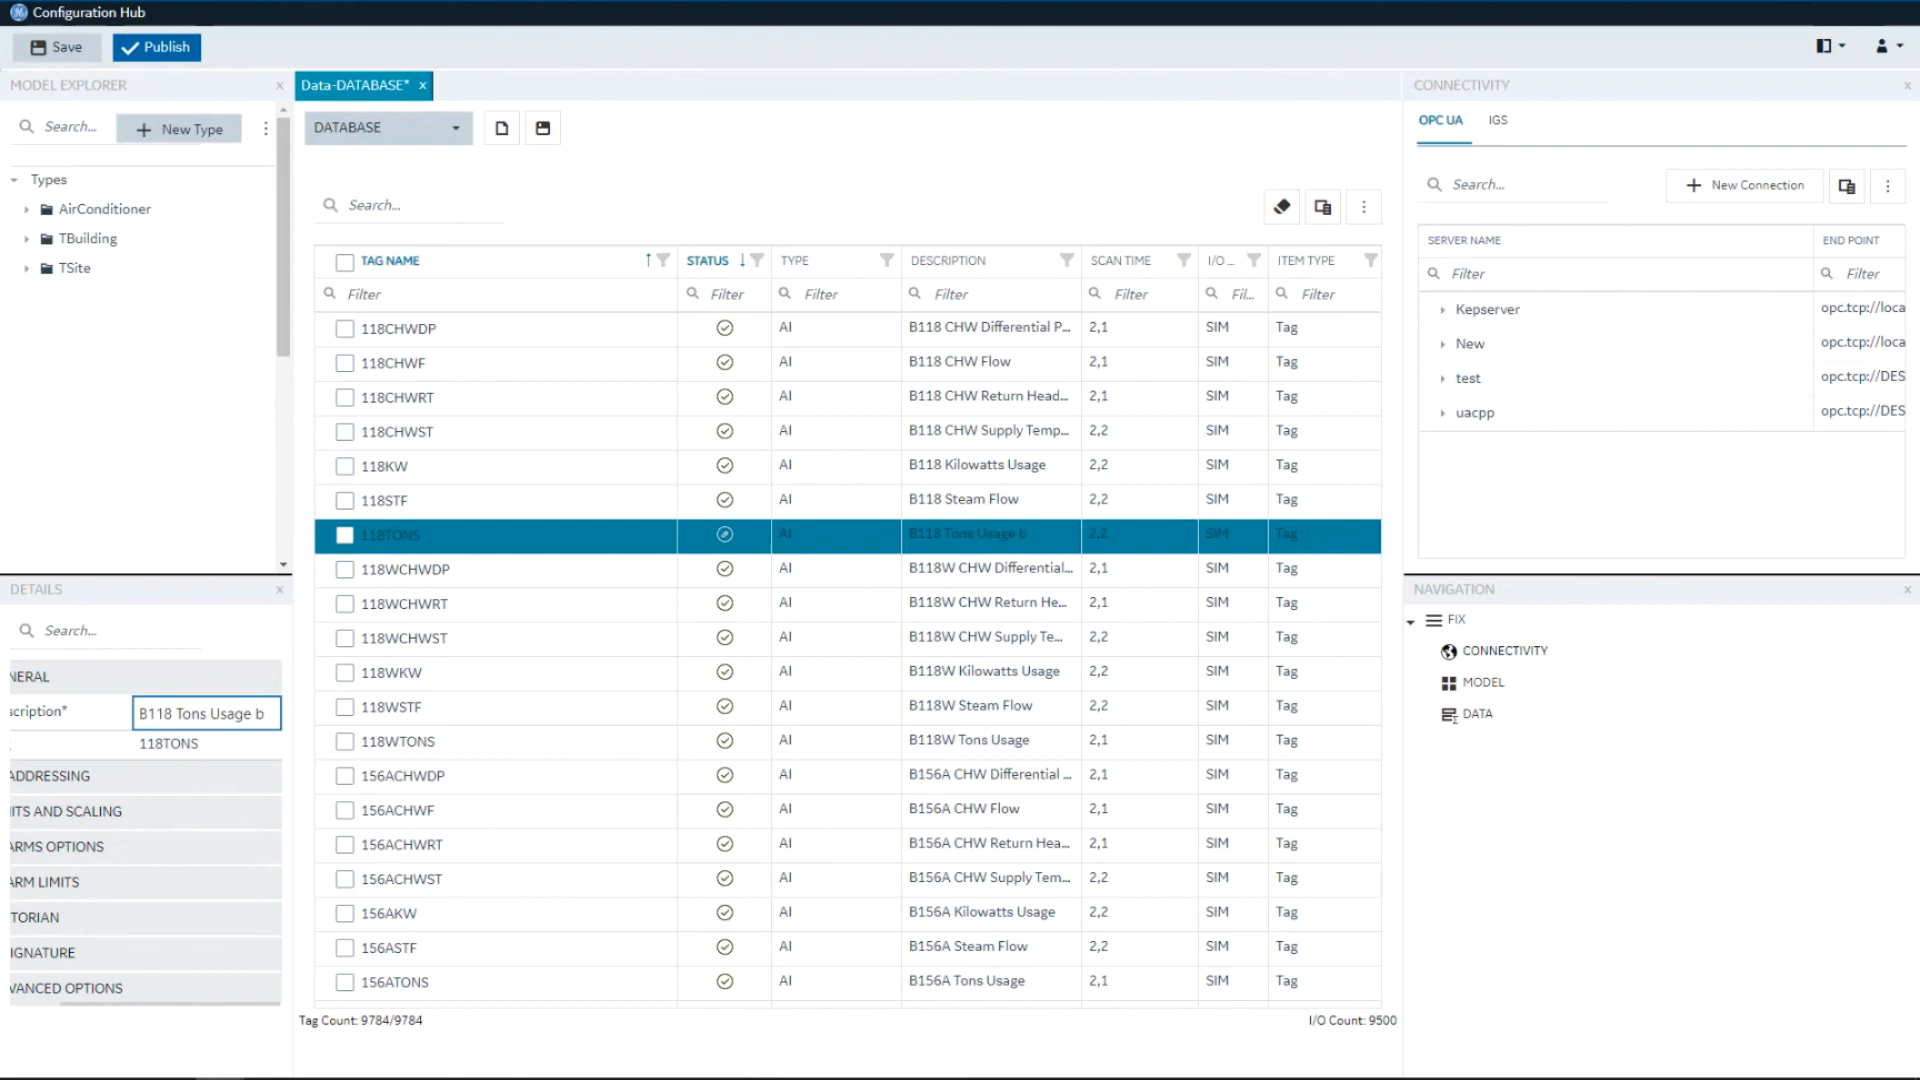 Configuration Hub
Save Publish
MODEL EXPLORER
Search...
New Type
Types
AirConditioner
TBuilding
TSite
DETAILS
Search...
NERAL
scription* B118 Tons Usage b
118TONS
ADDRESSING
ITS AND SCALING
ARMS OPTIONS
ARM LIMITS
TORIAN
IGNATURE
VANCED OPTIONS
Data-DATABASE*
DATABASE
Search...
TAG NAME STATUS TYPE DESCRIPTION SCAN TIME I/O ... ITEM TYPE
Filter Filter Filter Filter Filter Fil... Filter
118CHWDP AI B118 CHW Differential P... 2,1 SIM Tag
118CHWF AI B118 CHW Flow 2,1 SIM Tag
118CHWRT AI B118 CHW Return Head... 2,1 SIM Tag
118CHWST AI B118 CHW Supply Temp... 2,2 SIM Tag
118KW AI B118 Kilowatts Usage 2,2 SIM Tag
118STF AI B118 Steam Flow 2,2 SIM Tag
118TONS AI B118 Tons Usage b 2,2 SIM Tag
118WCHWDP AI B118W CHW Differential... 2,1 SIM Tag
118WCHWRT AI B118W CHW Return He... 2,1 SIM Tag
118WCHWST AI B118W CHW Supply Te... 2,2 SIM Tag
118WKW AI B118W Kilowatts Usage 2,2 SIM Tag
118WSTF AI B118W Steam Flow 2,2 SIM Tag
118WTONS AI B118W Tons Usage 2,1 SIM Tag
156ACHWDP AI B156A CHW Differential ... 2,1 SIM Tag
156ACHWF AI B156A CHW Flow 2,1 SIM Tag
156ACHWRT AI B156A CHW Return Hea... 2,1 SIM Tag
156ACHWST AI B156A CHW Supply Tem... 2,2 SIM Tag
156AKW AI B156A Kilowatts Usage 2,2 SIM Tag
156ASTF AI B156A Steam Flow 2,2 SIM Tag
156ATONS AI B156A Tons Usage 2,1 SIM Tag
Tag Count: 9784/9784 I/O Count: 9500
CONNECTIVITY
OPC UA IGS
Search...
New Connection
SERVER NAME END POINT
Filter Filter
Kepserver opc.tcp://loca
New opc.tcp://loca
test opc.tcp://DES
uacpp opc.tcp://DES
NAVIGATION
FIX
CONNECTIVITY
MODEL
DATA